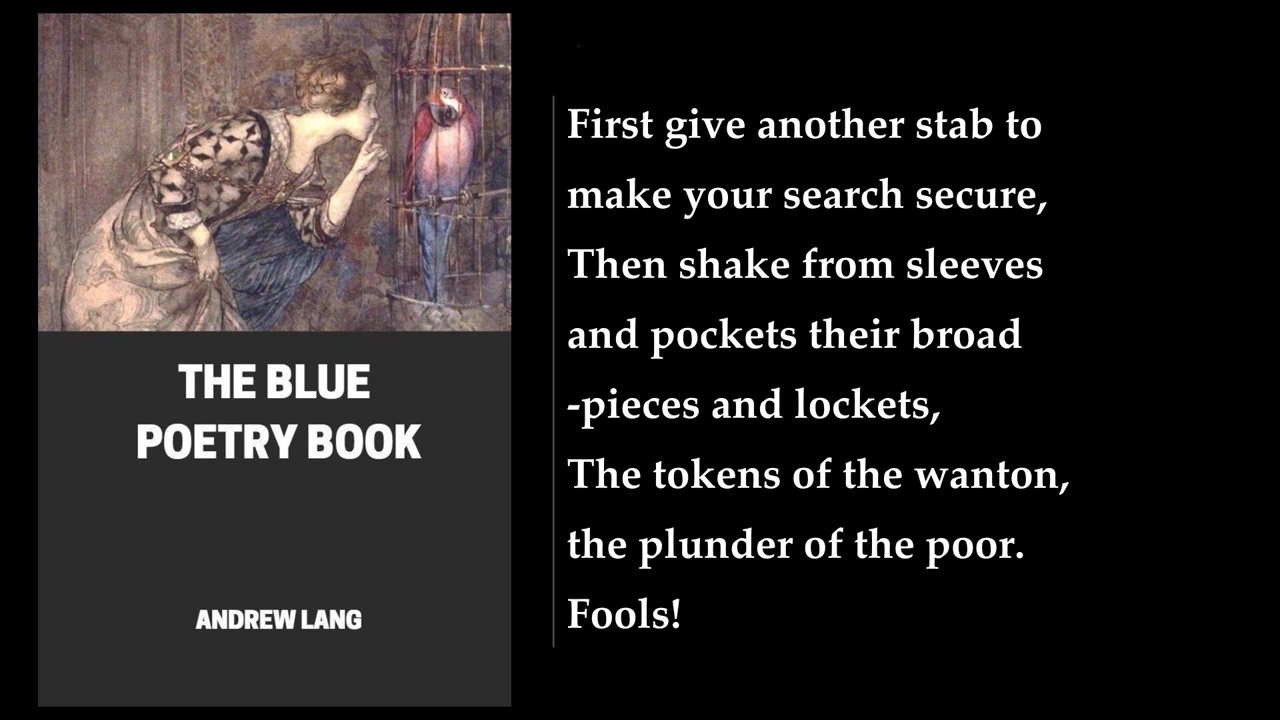 THE BLUE
POETRY BOOK
ANDREW LANG
First give another stab to
make your search secure,
Then shake from sleeves
and pockets their broad
-pieces and lockets,
The tokens of the wanton,
the plunder of the poor.
Fools!